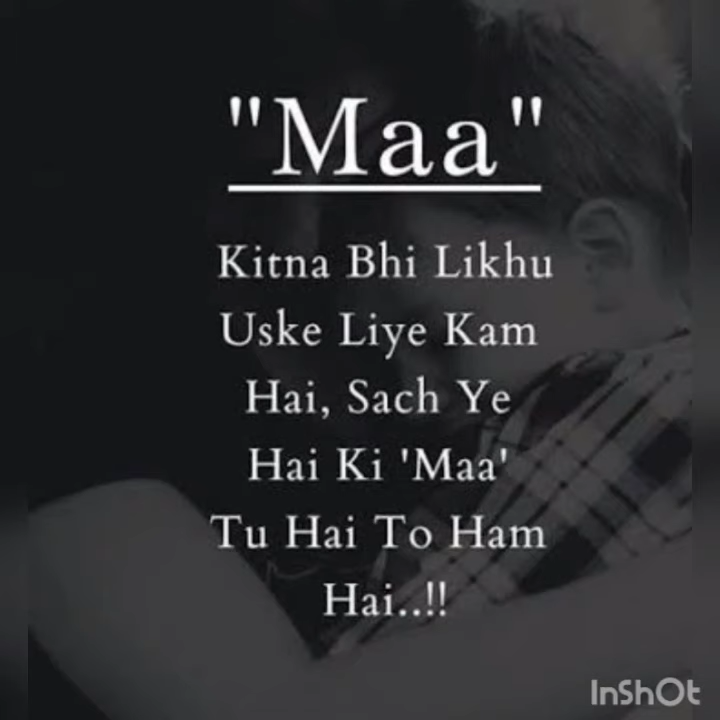 "Maa"
Kitna Bhi Likhu
Uske Liye Kam
Hai, Sach Ye
Hai Ki 'Maa'
Tu Hai To Ham
Hai..!!
InShOt